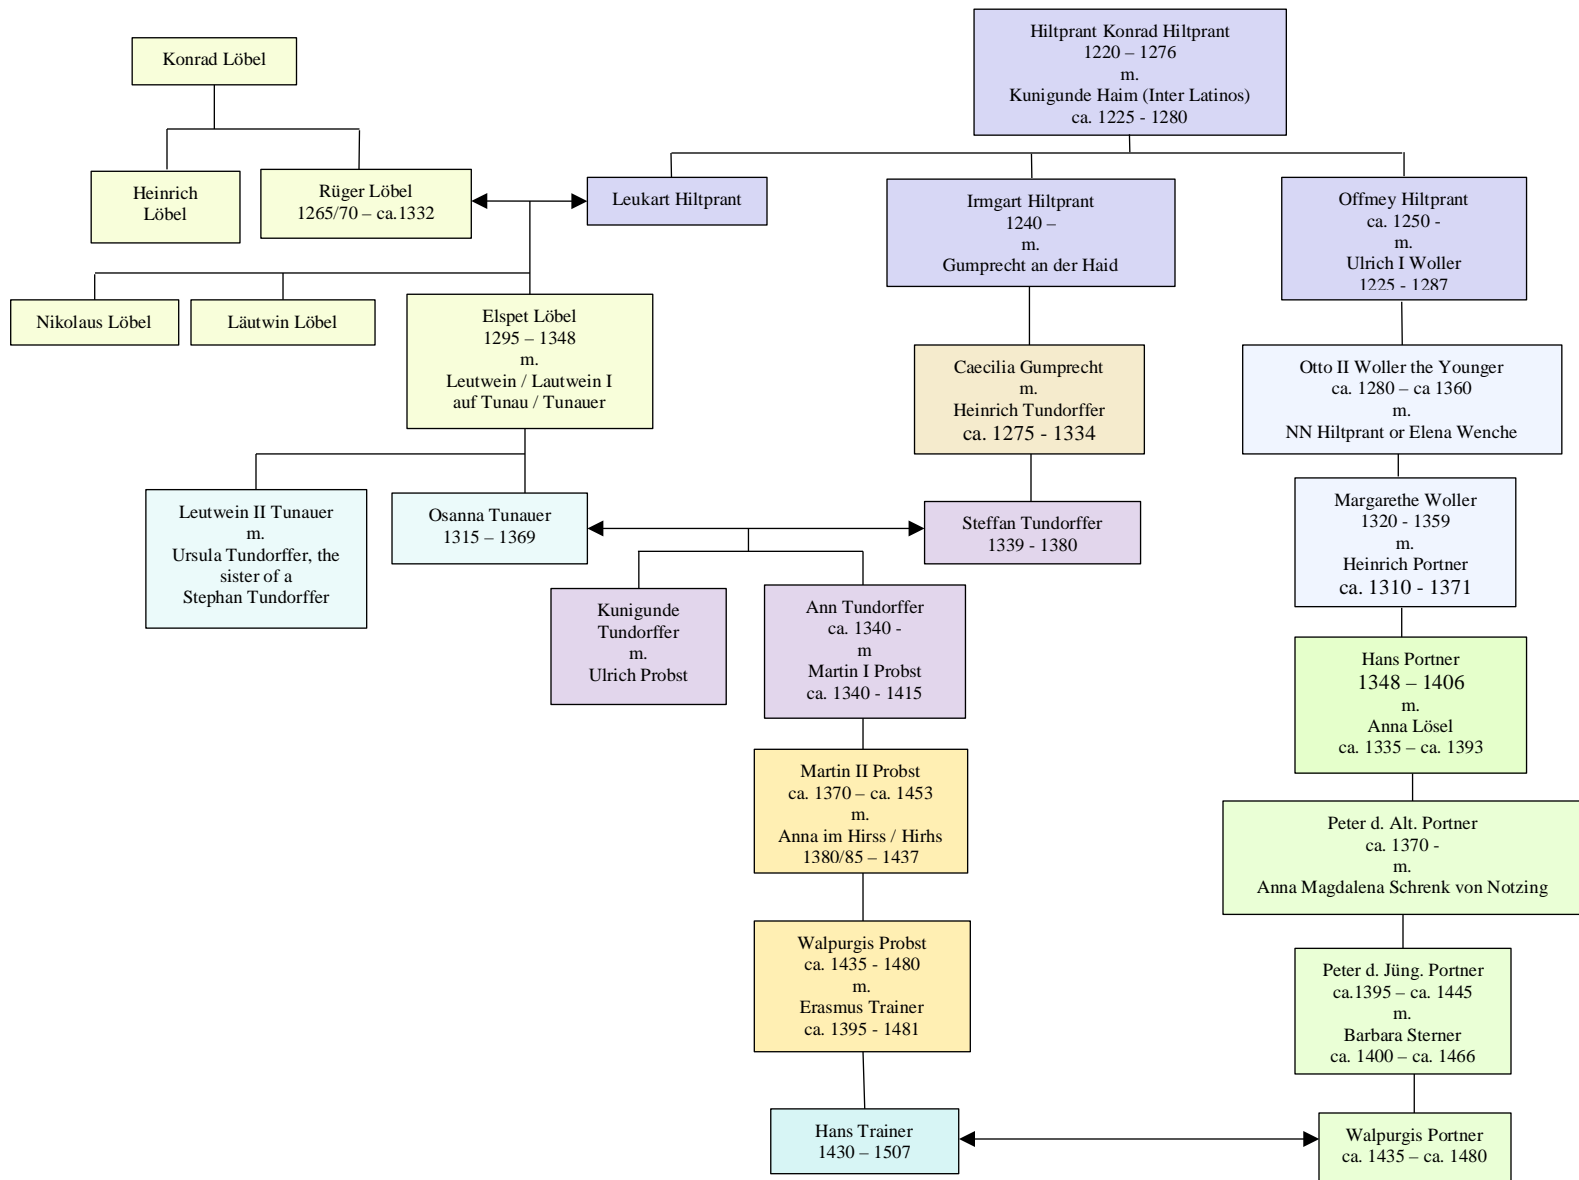 Konrad Löbel
Hiltprant Konrad Hiltprant
1220 – 1276
m.
Kunigunde Haim (Inter Latinos)
ca. 1225 - 1280
Heinrich
Löbel
Rüger Löbel
1265/70 – ca.1332
Leukart Hiltprant
Irmgart Hiltprant
1240 –
m.
Gumprecht an der Haid
Offmey Hiltprant
ca. 1250 -
m.
Ulrich I Woller
1225 - 1287
Nikolaus Löbel
Läutwin Löbel
Elspet Löbel
1295 – 1348
m.
Leutwein / Lautwein I
auf Tunau / Tunauer
Caecilia Gumprecht
m.
Heinrich Tundorffer
ca. 1275 - 1334
Otto II Woller the Younger
ca. 1280 – ca 1360
m.
NN Hiltprant or Elena Wenche
Leutwein II Tunauer
m.
Ursula Tundorffer, the
sister of a
Stephan Tundorffer
Osanna Tunauer
1315 – 1369
Steffan Tundorffer
1339 - 1380
Margarethe Woller
1320 - 1359
m.
Heinrich Portner
ca. 1310 - 1371
Kunigunde
Tundorffer
m.
Ulrich Probst
Ann Tundorffer
ca. 1340 -
m
Martin I Probst
ca. 1340 - 1415
Hans Portner
1348 – 1406
m.
Anna Lösel
ca. 1335 – ca. 1393
Martin II Probst
ca. 1370 – ca. 1453
m.
Anna im Hirss / Hirhs
1380/85 – 1437
Peter d. Alt. Portner
ca. 1370 -
m.
Anna Magdalena Schrenk von Notzing
Walpurgis Probst
ca. 1435 - 1480
m.
Erasmus Trainer
ca. 1395 - 1481
Peter d. Jüng. Portner
ca.1395 – ca. 1445
m.
Barbara Sterner
ca. 1400 – ca. 1466
Hans Trainer
1430 – 1507
Walpurgis Portner
ca. 1435 – ca. 1480